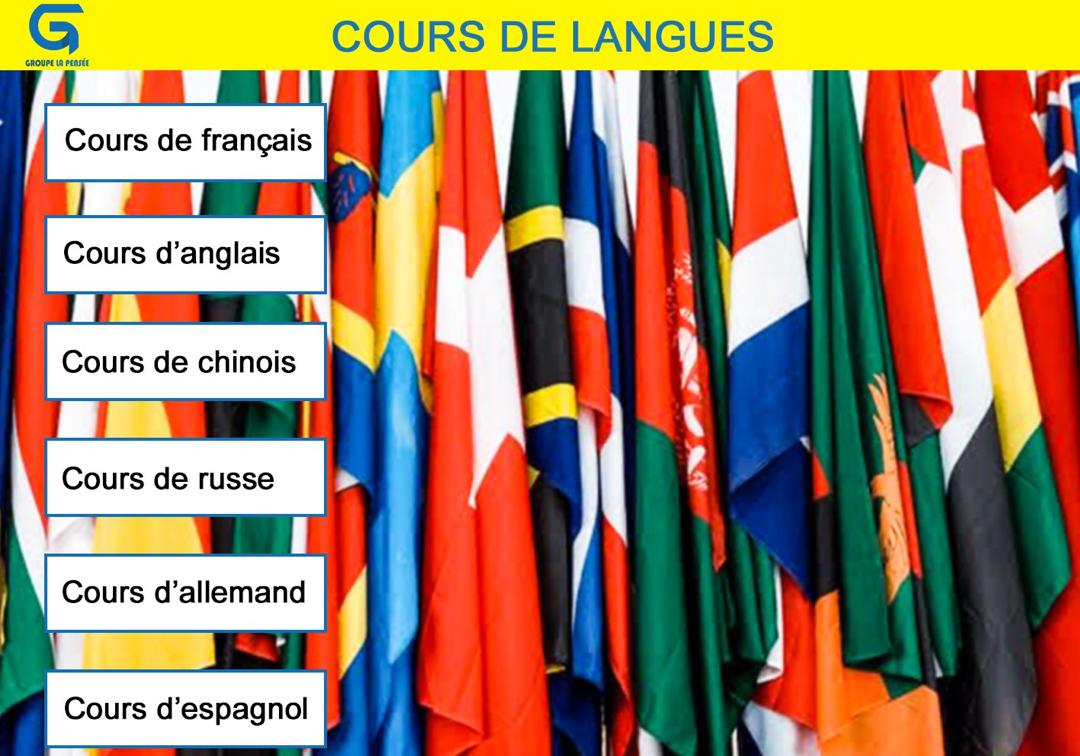 GROUPE LA PENSÉE
COURS DE LANGUES
Cours de français
Cours d’anglais
Cours de chinois
Cours de russe
Cours d’allemand
Cours d’espagnol